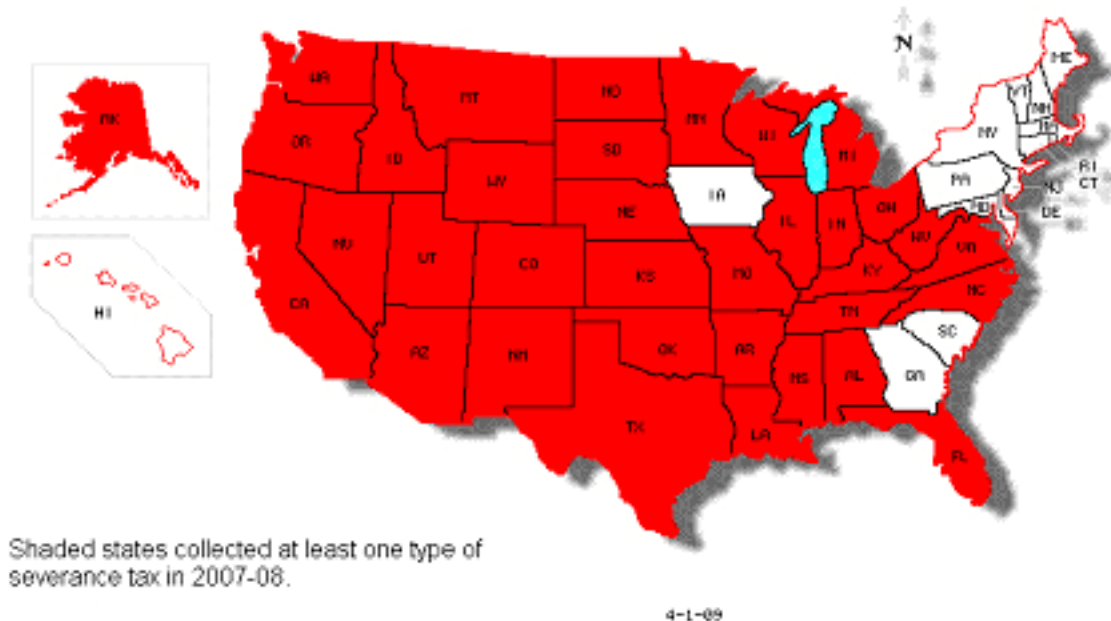 N
ME
WA
VT
NH
MT
ND
MN
AK
OR
NY
WI
ID
SD
MI
RI
WY
PA
CT
IA
NJ
MD
DE
NE
OH
NV
IL
IN
UT
WV
CO
VA
KS
MO
KY
HI
CA
NC
TN
SC
OK
AZ
NM
AR
MS
AL
GA
TX
LA
FL
Shaded states collected at least one type of
severance tax in 2007-08.
4-1-09